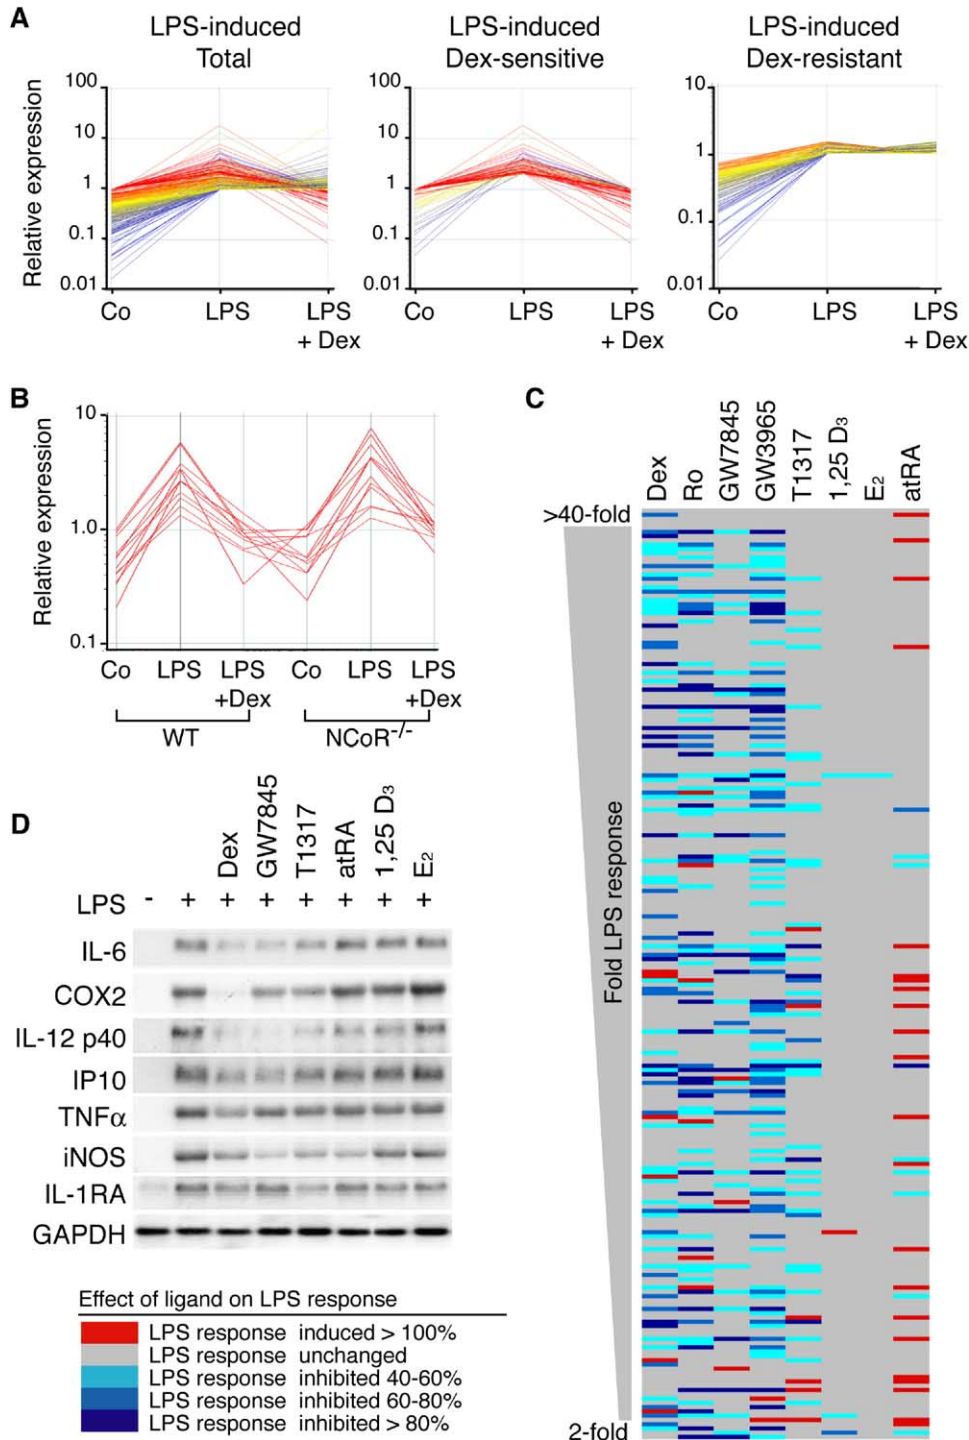 A
LPS-induced
Total
LPS-induced
Dex-sensitive
LPS-induced
Dex-resistant
Relative expression
100
10
1
0.1
0.01
Co
LPS
LPS
+ Dex
100
10
1
0.1
0.01
Co
LPS
LPS
+ Dex
10
1
0.1
0.01
Co
LPS
LPS
+ Dex
B
Relative expression
10
1.0
0.1
Co
LPS
LPS
+Dex
Co
LPS
LPS
+Dex
WT
NCoR-/-
C
Dex
Ro
GW7845
GW3965
T1317
1,25 D3
E2
atRA
>40-fold
Fold LPS response
2-fold
D
Dex
GW7845
T1317
atRA
1,25 D3
E2
LPS - + + + + + + +
IL-6
COX2
IL-12 p40
IP10
TNFα
iNOS
IL-1RA
GAPDH
Effect of ligand on LPS response
LPS response induced > 100%
LPS response unchanged
LPS response inhibited 40-60%
LPS response inhibited 60-80%
LPS response inhibited > 80%